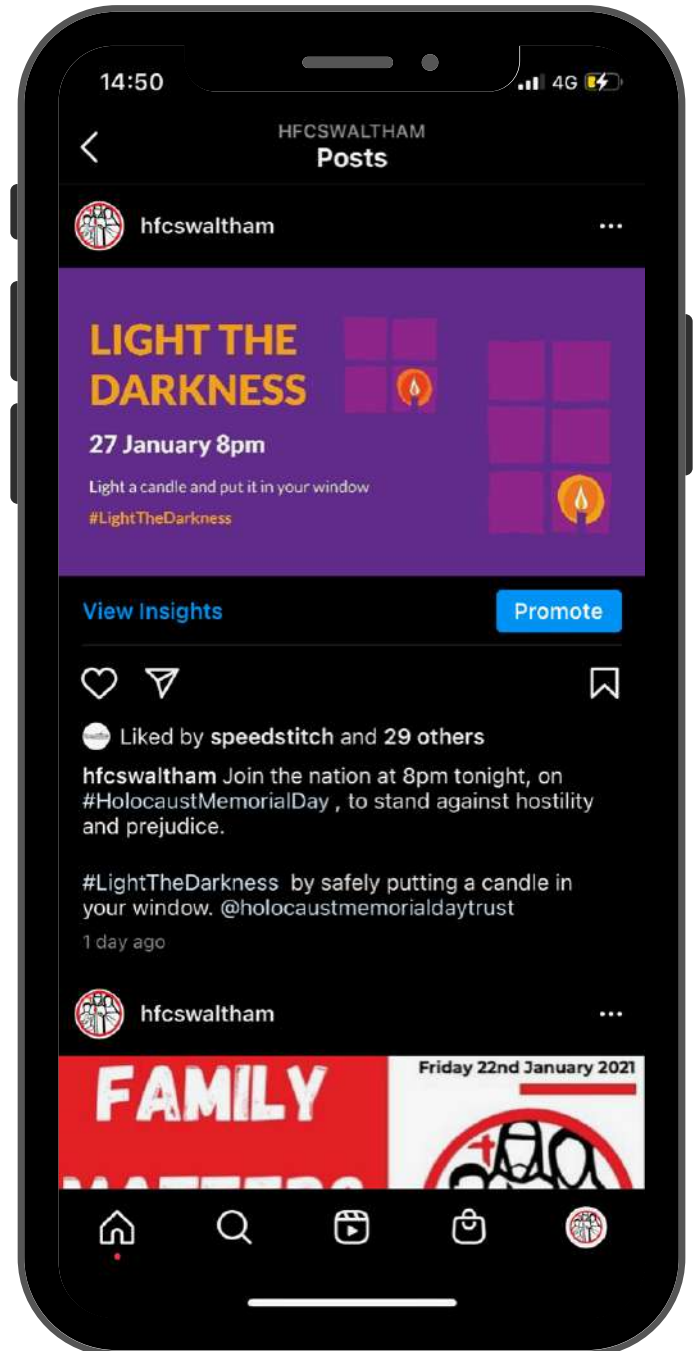 14:50
4G
HFCSWALTHAM
Posts
hfcswaltham
LIGHT THE
DARKNESS
27 January 8pm
Light a candle and put it in your window
#LightTheDarkness
View Insights
Promote
Liked by speedstitch and 29 others
hfcswaltham Join the nation at 8pm tonight, on
#HolocaustMemorialDay , to stand against hostility
and prejudice.
#LightTheDarkness by safely putting a candle in
your window. @holocaustmemorialdaytrust
1 day ago
hfcswaltham
FAMILY
MATTERS
Friday 22nd January 2021